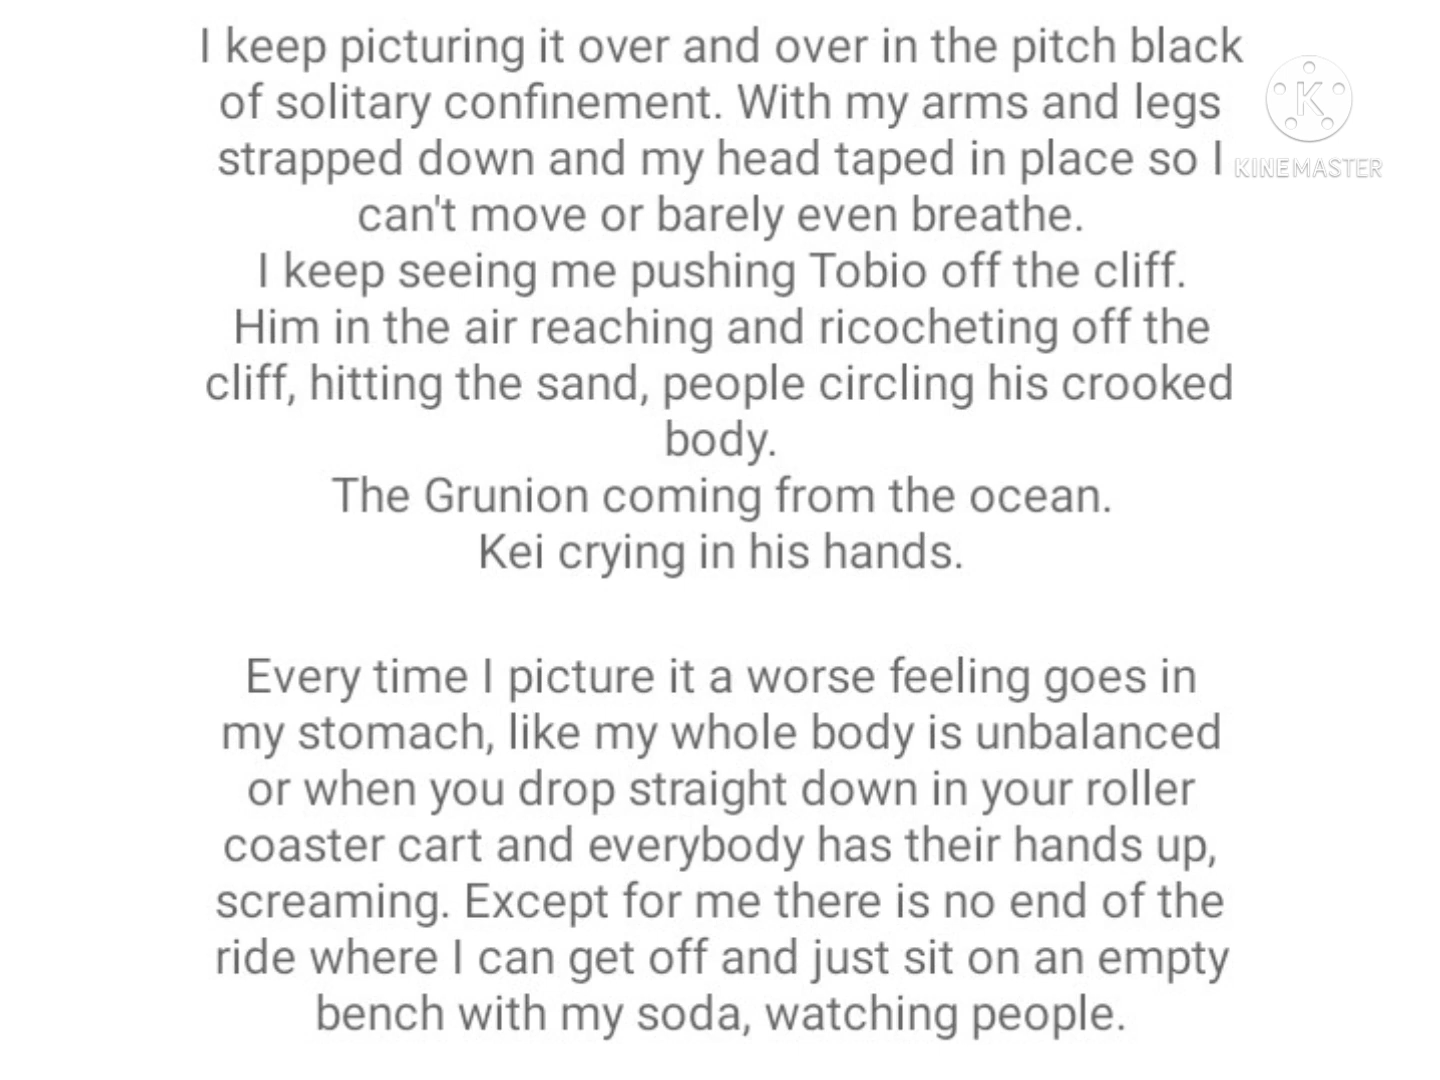 I keep picturing it over and over in the pitch black
of solitary confinement. With my arms and legs
strapped down and my head taped in place so I
can't move or barely even breathe.
I keep seeing me pushing Tobio off the cliff.
Him in the air reaching and ricocheting off the
cliff, hitting the sand, people circling his crooked
body.
The Grunion coming from the ocean.
Kei crying in his hands.
Every time I picture it a worse feeling goes in
my stomach, like my whole body is unbalanced
or when you drop straight down in your roller
coaster cart and everybody has their hands up,
screaming. Except for me there is no end of the
ride where I can get off and just sit on an empty
bench with my soda, watching people.
K
KINEMASTER